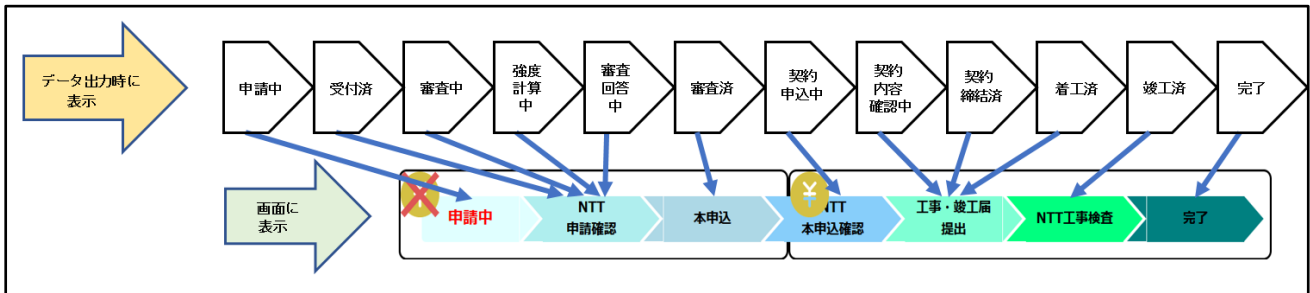 データ出力時に
表示
申請中
受付済
審査中
強度
計算
中
審査
回答
中
審査済
契約
申込中
契約
内容
確認中
契約
締結済
着工済
竣工済
完了
画面に
表示
申請中
NTT
申請確認
本申込
¥
NTT
本申込確認
工事・竣工届
提出
NTT工事検査
完了